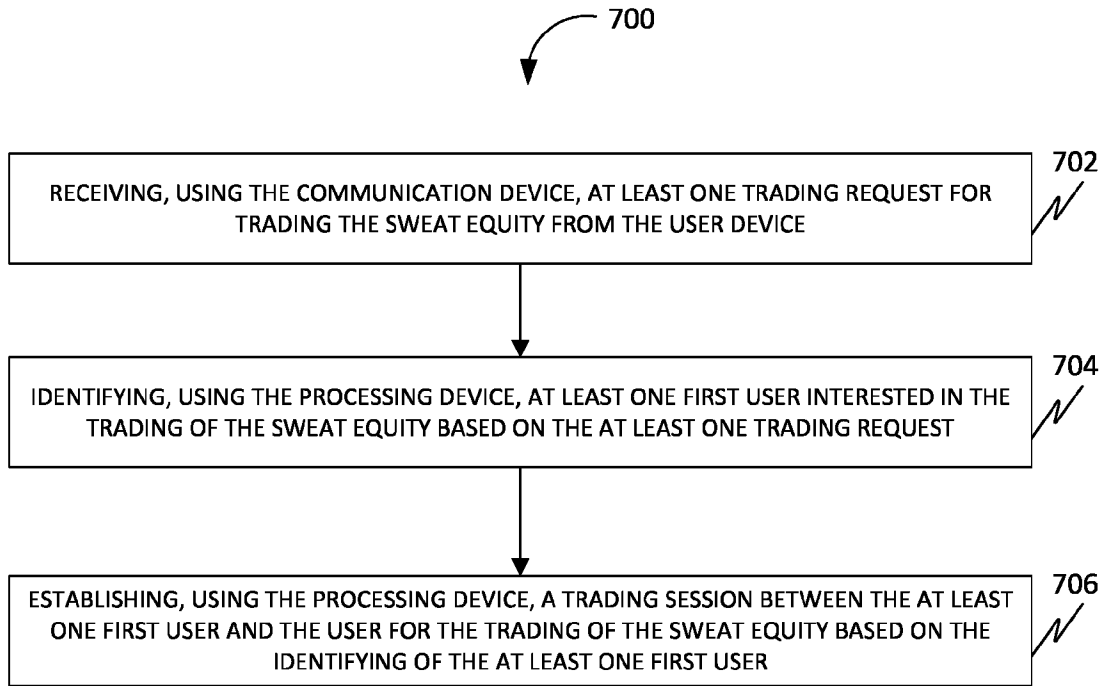 700
702
RECEIVING, USING THE COMMUNICATION DEVICE, AT LEAST ONE TRADING REQUEST FOR
TRADING THE SWEAT EQUITY FROM THE USER DEVICE
704
IDENTIFYING, USING THE PROCESSING DEVICE, AT LEAST ONE FIRST USER INTERESTED IN THE
TRADING OF THE SWEAT EQUITY BASED ON THE AT LEAST ONE TRADING REQUEST
706
ESTABLISHING, USING THE PROCESSING DEVICE, A TRADING SESSION BETWEEN THE AT LEAST
ONE FIRST USER AND THE USER FOR THE TRADING OF THE SWEAT EQUITY BASED ON THE
IDENTIFYING OF THE AT LEAST ONE FIRST USER